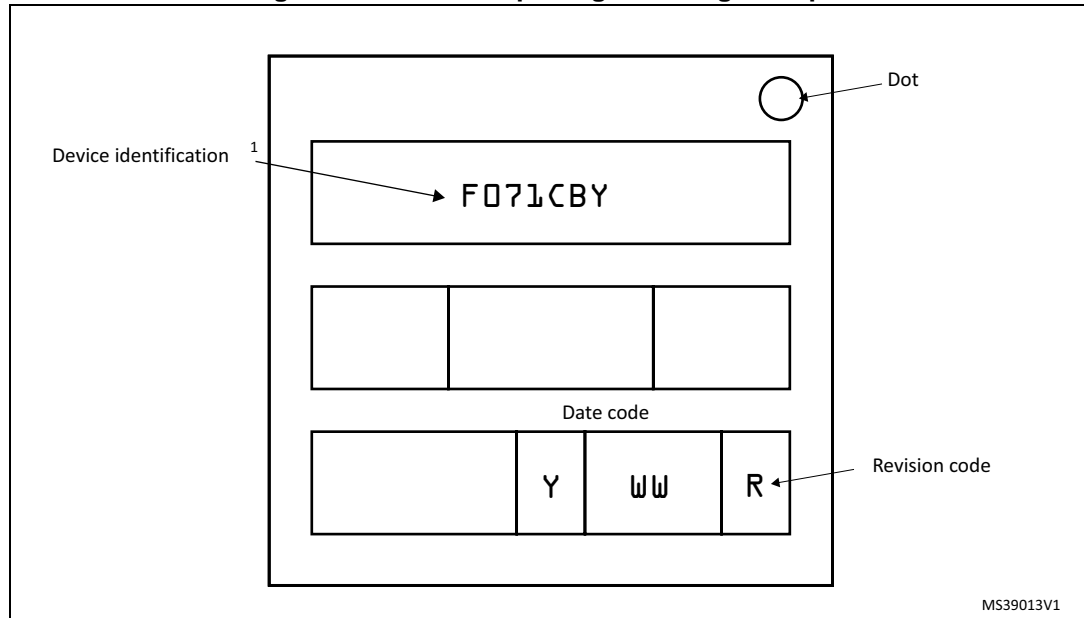 Dot
Device identification 1
F071CBY
Date code
Y WW R
Revision code
MS39013V1